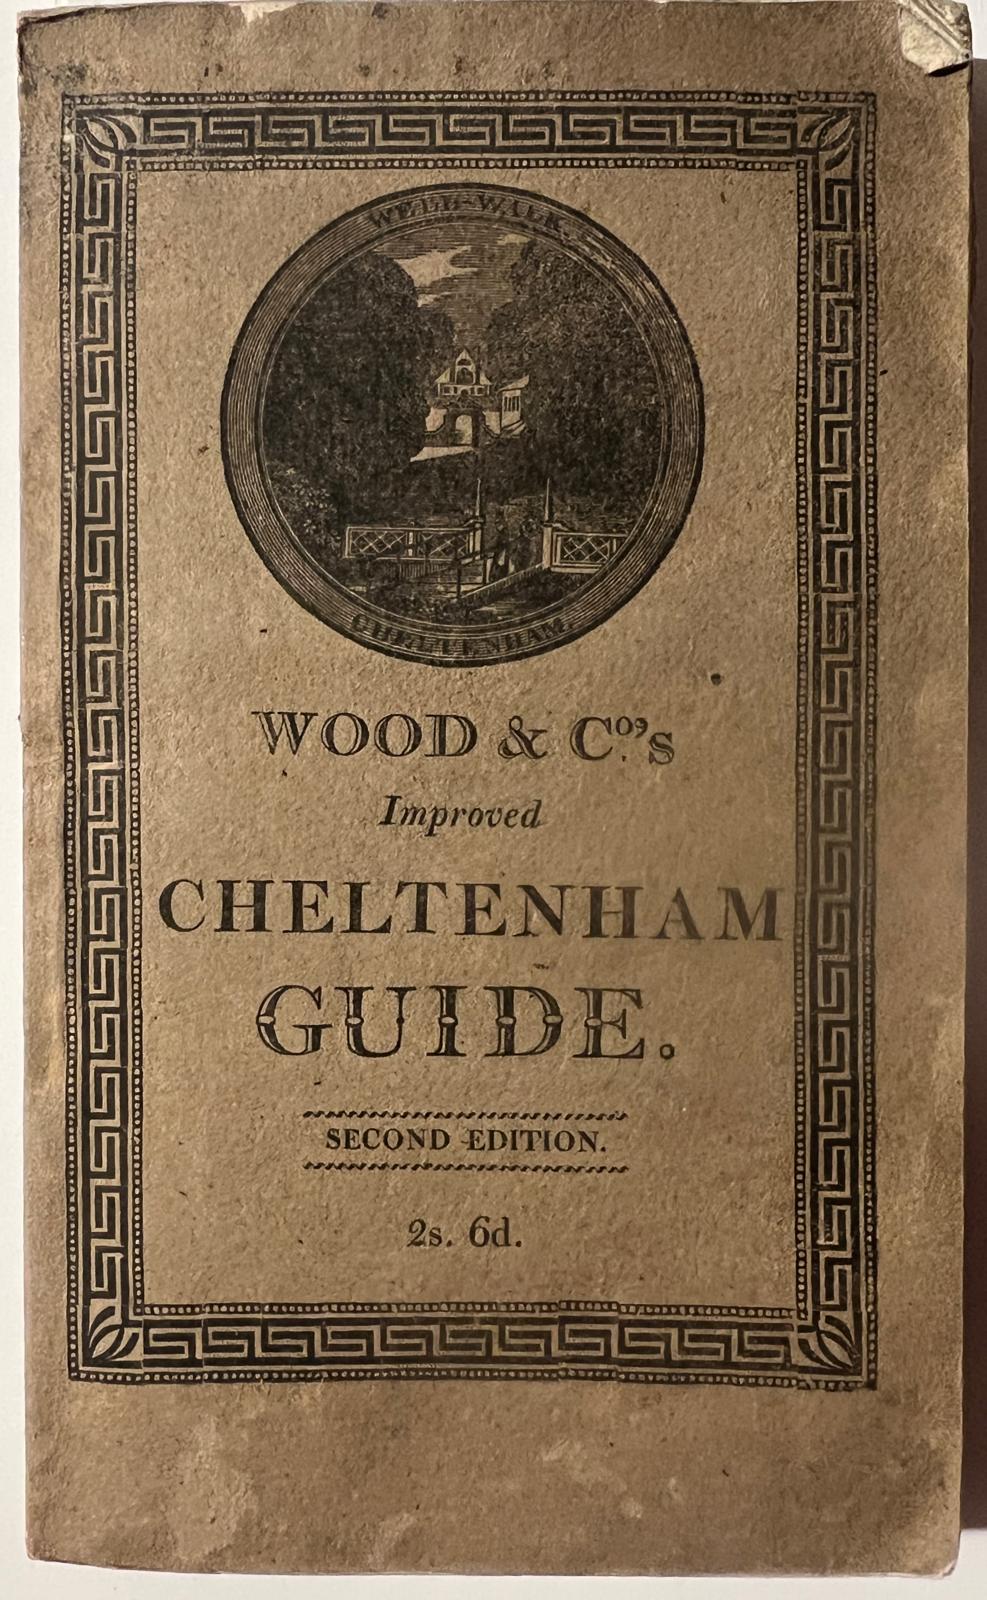 WELL-WALK,
CHELTENHAM.
WOOD & Co.'s
Improved
CHELTENHAM
GUIDE.
SECOND EDITION.
2s. 6d.